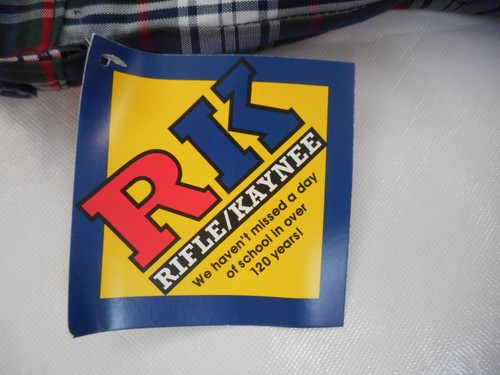 RK
RIFLE/KAYNEE
We haven't missed a day
of school in over
120 years!